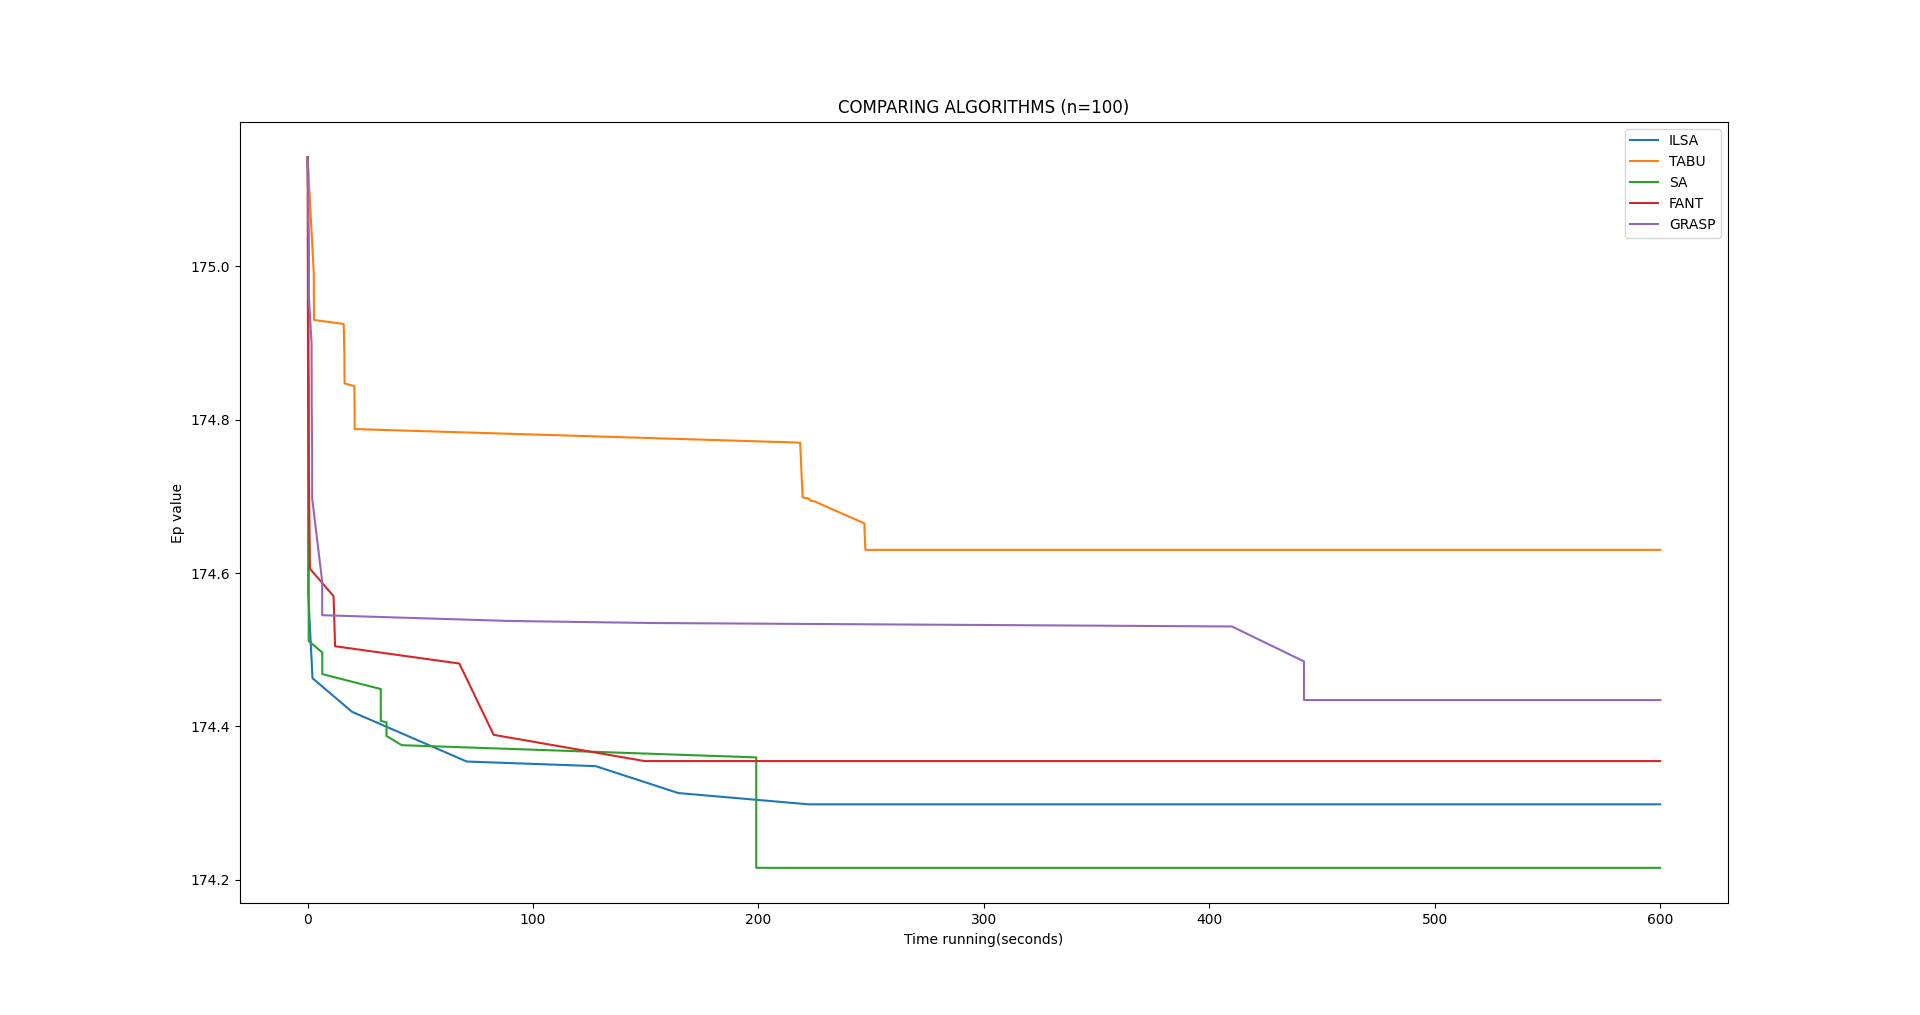 COMPARING ALGORITHMS (n=100)
ILSA
TABU
SA
FANT
GRASP
175.0
174.8
174.6
174.4
174.2
Ep value
0 100 200 300 400 500 600
Time running(seconds)